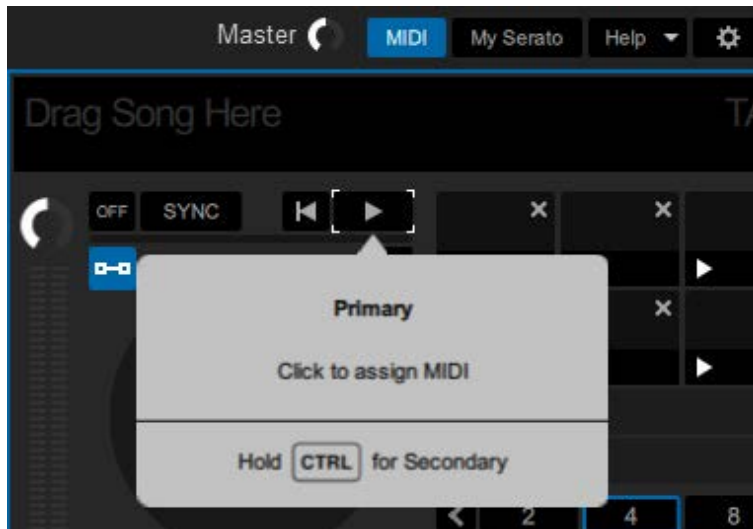 Master MIDI My Serato Help
Drag Song Here TA
OFF SYNC
Primary
Click to assign MIDI
Hold CTRL for Secondary
2 4 8